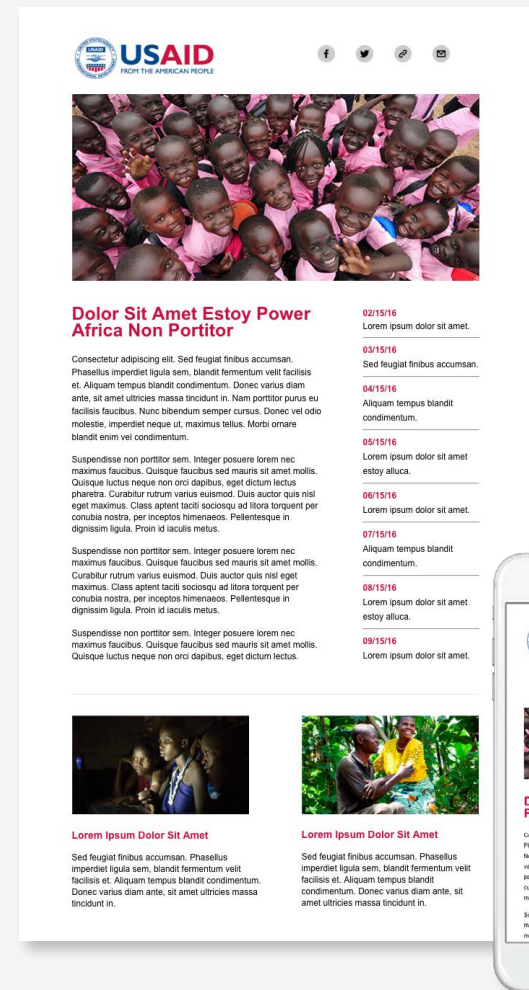 USAID
USAID
FROM THE AMERICAN PEOPLE
Dolor Sit Amet Estoy Power
Africa Non Portitor
Consectetur adipiscing elit. Sed feugiat finibus accumsan.
Phasellus imperdiet ligula sem, blandit fermentum velit facilisis
et. Aliquam tempus blandit condimentum. Donec varius diam
ante, sit amet ultricies massa tincidunt in. Nam porttitor purus eu
facilisis faucibus. Nunc bibendum semper cursus. Donec vel odio
molestie, imperdiet neque ut, maximus tellus. Morbi ornare
blandit enim vel condimentum.
Suspendisse non porttitor sem. Integer posuere lorem nec
maximus faucibus. Quisque faucibus sed mauris sit amet mollis.
Quisque luctus neque non orci dapibus, eget dictum lectus
pharetra. Curabitur rutrum varius euismod. Duis auctor quis nisl
eget maximus. Class aptent taciti sociosqu ad litora torquent per
conubia nostra, per inceptos himenaeos. Pellentesque in
dignissim ligula. Proin id iaculis metus.
Suspendisse non porttitor sem. Integer posuere lorem nec
maximus faucibus. Quisque faucibus sed mauris sit amet mollis.
Curabitur rutrum varius euismod. Duis auctor quis nisl eget
maximus. Class aptent taciti sociosqu ad litora torquent per
conubia nostra, per inceptos himenaeos. Pellentesque in
dignissim ligula. Proin id iaculis metus.
Suspendisse non porttitor sem. Integer posuere lorem nec
maximus faucibus. Quisque faucibus sed mauris sit amet mollis.
Quisque luctus neque non orci dapibus, eget dictum lectus.
02/15/16
Lorem ipsum dolor sit amet.
03/15/16
Sed feugiat finibus accumsan.
04/15/16
Aliquam tempus blandit
condimentum.
05/15/16
Lorem ipsum dolor sit amet
estoy alluca.
06/15/16
Lorem ipsum dolor sit amet.
07/15/16
Aliquam tempus blandit
condimentum.
08/15/16
Lorem ipsum dolor sit amet
estoy alluca.
09/15/16
Lorem ipsum dolor sit amet.
Lorem Ipsum Dolor Sit Amet
Sed feugiat finibus accumsan. Phasellus
imperdiet ligula sem, blandit fermentum velit
facilisis et. Aliquam tempus blandit condimentum.
Donec varius diam ante, sit amet ultricies massa
tincidunt in.
Lorem Ipsum Dolor Sit Amet
Sed feugiat finibus accumsan. Phasellus
imperdiet ligula sem, blandit fermentum velit
facilisis et. Aliquam tempus blandit
condimentum. Donec varius diam ante, sit
amet ultricies massa tincidunt in.